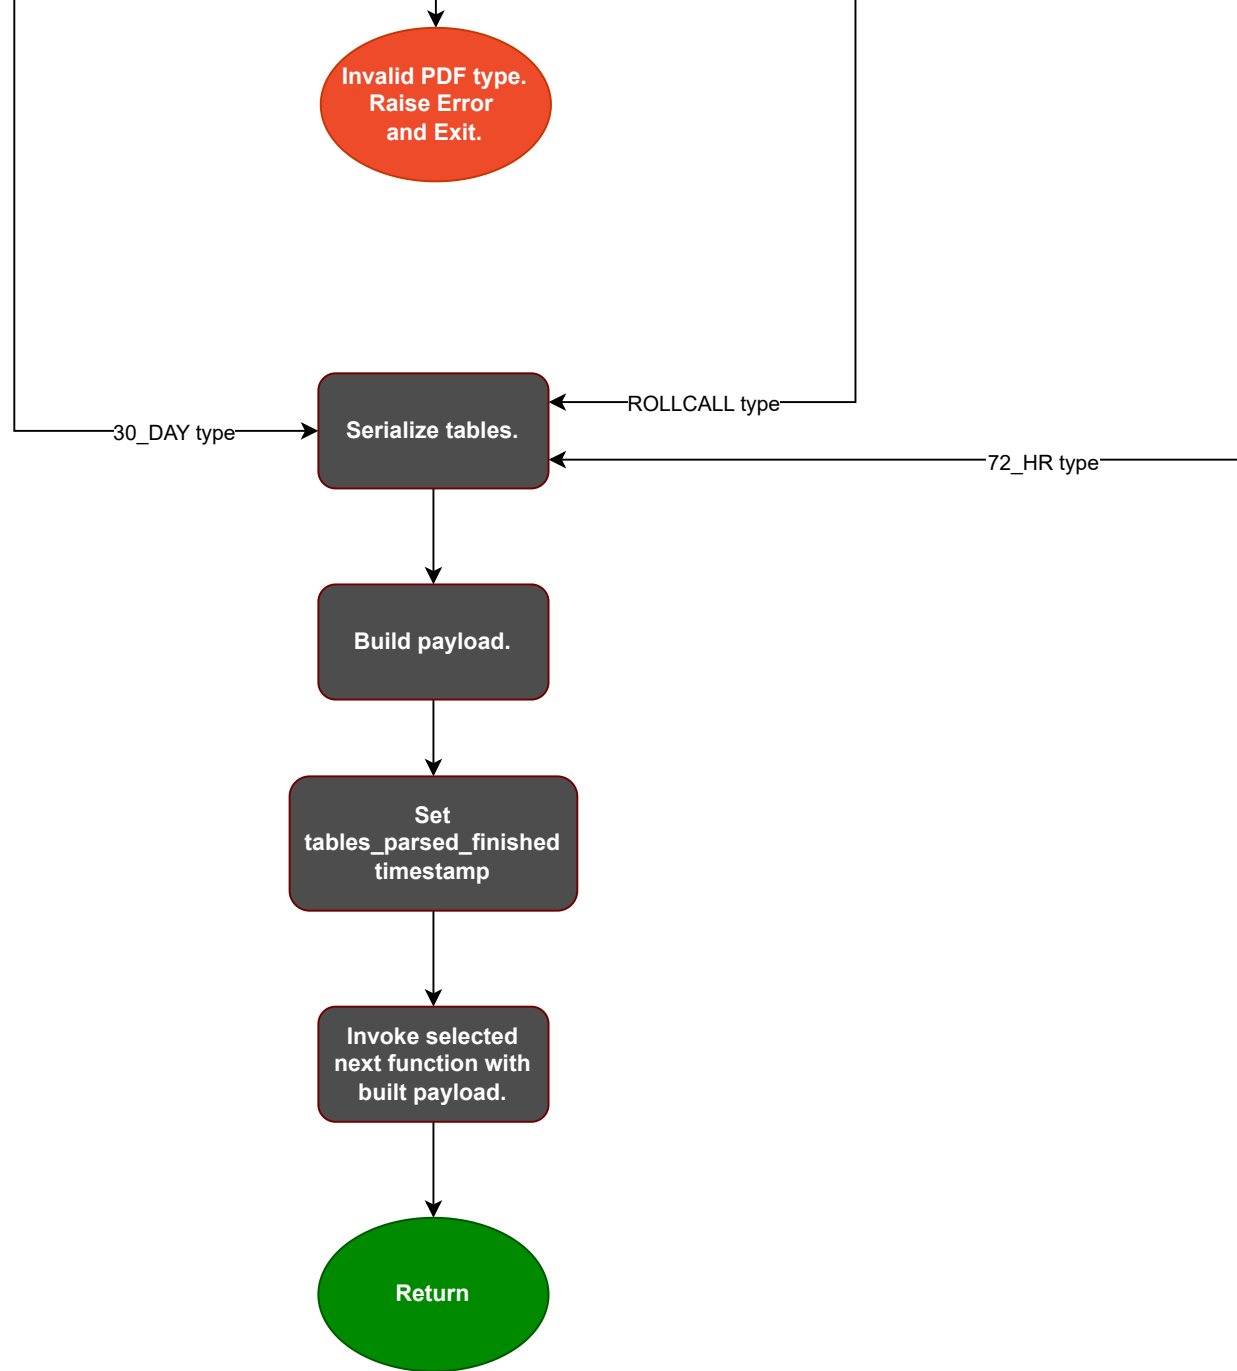 Invalid PDF type.
Raise Error
and Exit.
ROLLCALL type
30_DAY type
Serialize tables.
72_HR type
Build payload.
Set
tables_parsed_finished
timestamp
Invoke selected
next function with
built payload.
Return